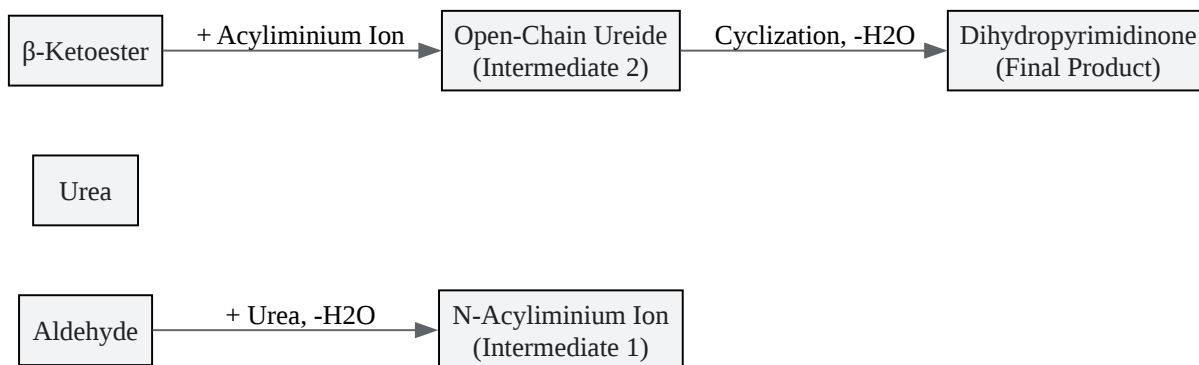 β-Ketoester
+ Acyliminium Ion
Open-Chain Ureide
(Intermediate 2)
Cyclization, -H2O
Dihydropyrimidinone
(Final Product)
Urea
Aldehyde
+ Urea, -H2O
N-Acyliminium Ion
(Intermediate 1)